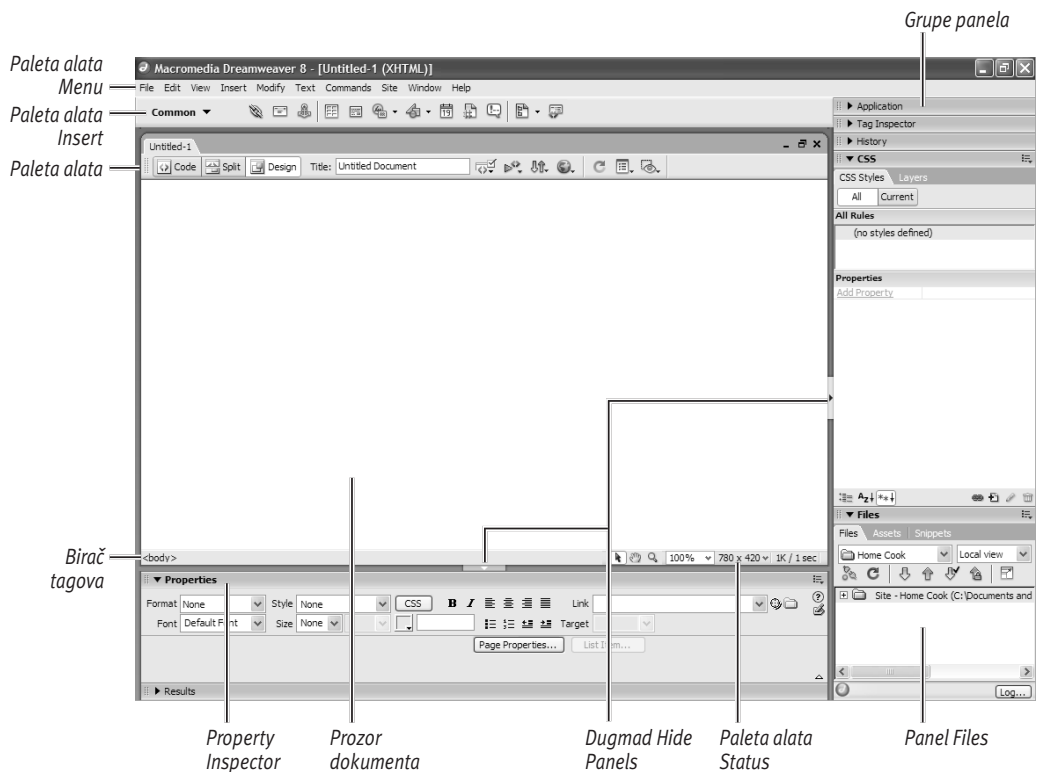 Grupe panela
Paleta alata
Menu
Paleta alata
Insert
Paleta alata
Macromedia Dreamweaver 8 - [Untitled-1 (XHTML)]
File Edit View Insert Modify Text Commands Site Window Help
Common
19
Untitled-1
Code Split Design Title: Untitled Document
Application
Tag Inspector
History
CSS
CSS Styles Layers
All Current
All Rules
(no styles defined)
Properties
Add Property
Files
Files Assets Snippets
Home Cook Local view
Site - Home Cook (C:\Documents and
Log...
Birač
tagova
<body>
100% 780 x 420 1K / 1 sec
Properties
Format None Style None CSS B I Link
Font Default Font Size None Target
Page Properties... List Item...
Results
Property
Inspector
Prozor
dokumenta
Dugmad Hide
Panels
Paleta alata
Status
Panel Files